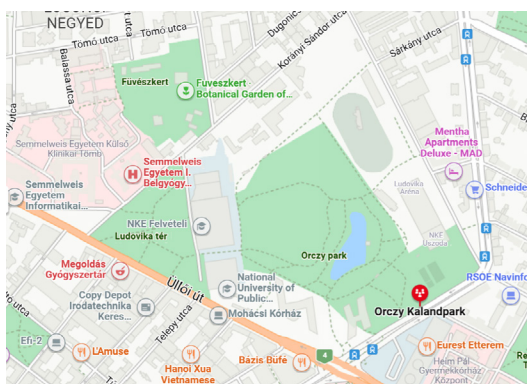 NEGYED
Tömő utca
Tömő utca
Balassa utca
Korányi Sándor utca
Sárkány utca
Füvészkert
Fuveszkert
Botanical Garden of...
Semmelweis Egyetem Külső
Klinikai Tömb
Semmelweis
Egyetem I.
Belgyógy...
Mentha
Apartments
Deluxe - MAD
Semmelweis
Egyetem
Informatikai...
Ludovika
Aréna
Schneide
NKE Felvételi
Ludovika tér
NKE
Uszoda
Orczy park
Megoldás
Gyógyszertár
Üllői út
National
University of
Public...
RSOE Navinfo
Copy Depot
Irodatechnika
Keres...
Orczy Kalandpark
Mohácsi Kórház
Telepy utca
Efi-2
L'Amuse
Hanoi Xua
Vietnamese
Bázis Büfé
4
Eurest Étterem
Heim Pál
Gyermekkórház
Központ